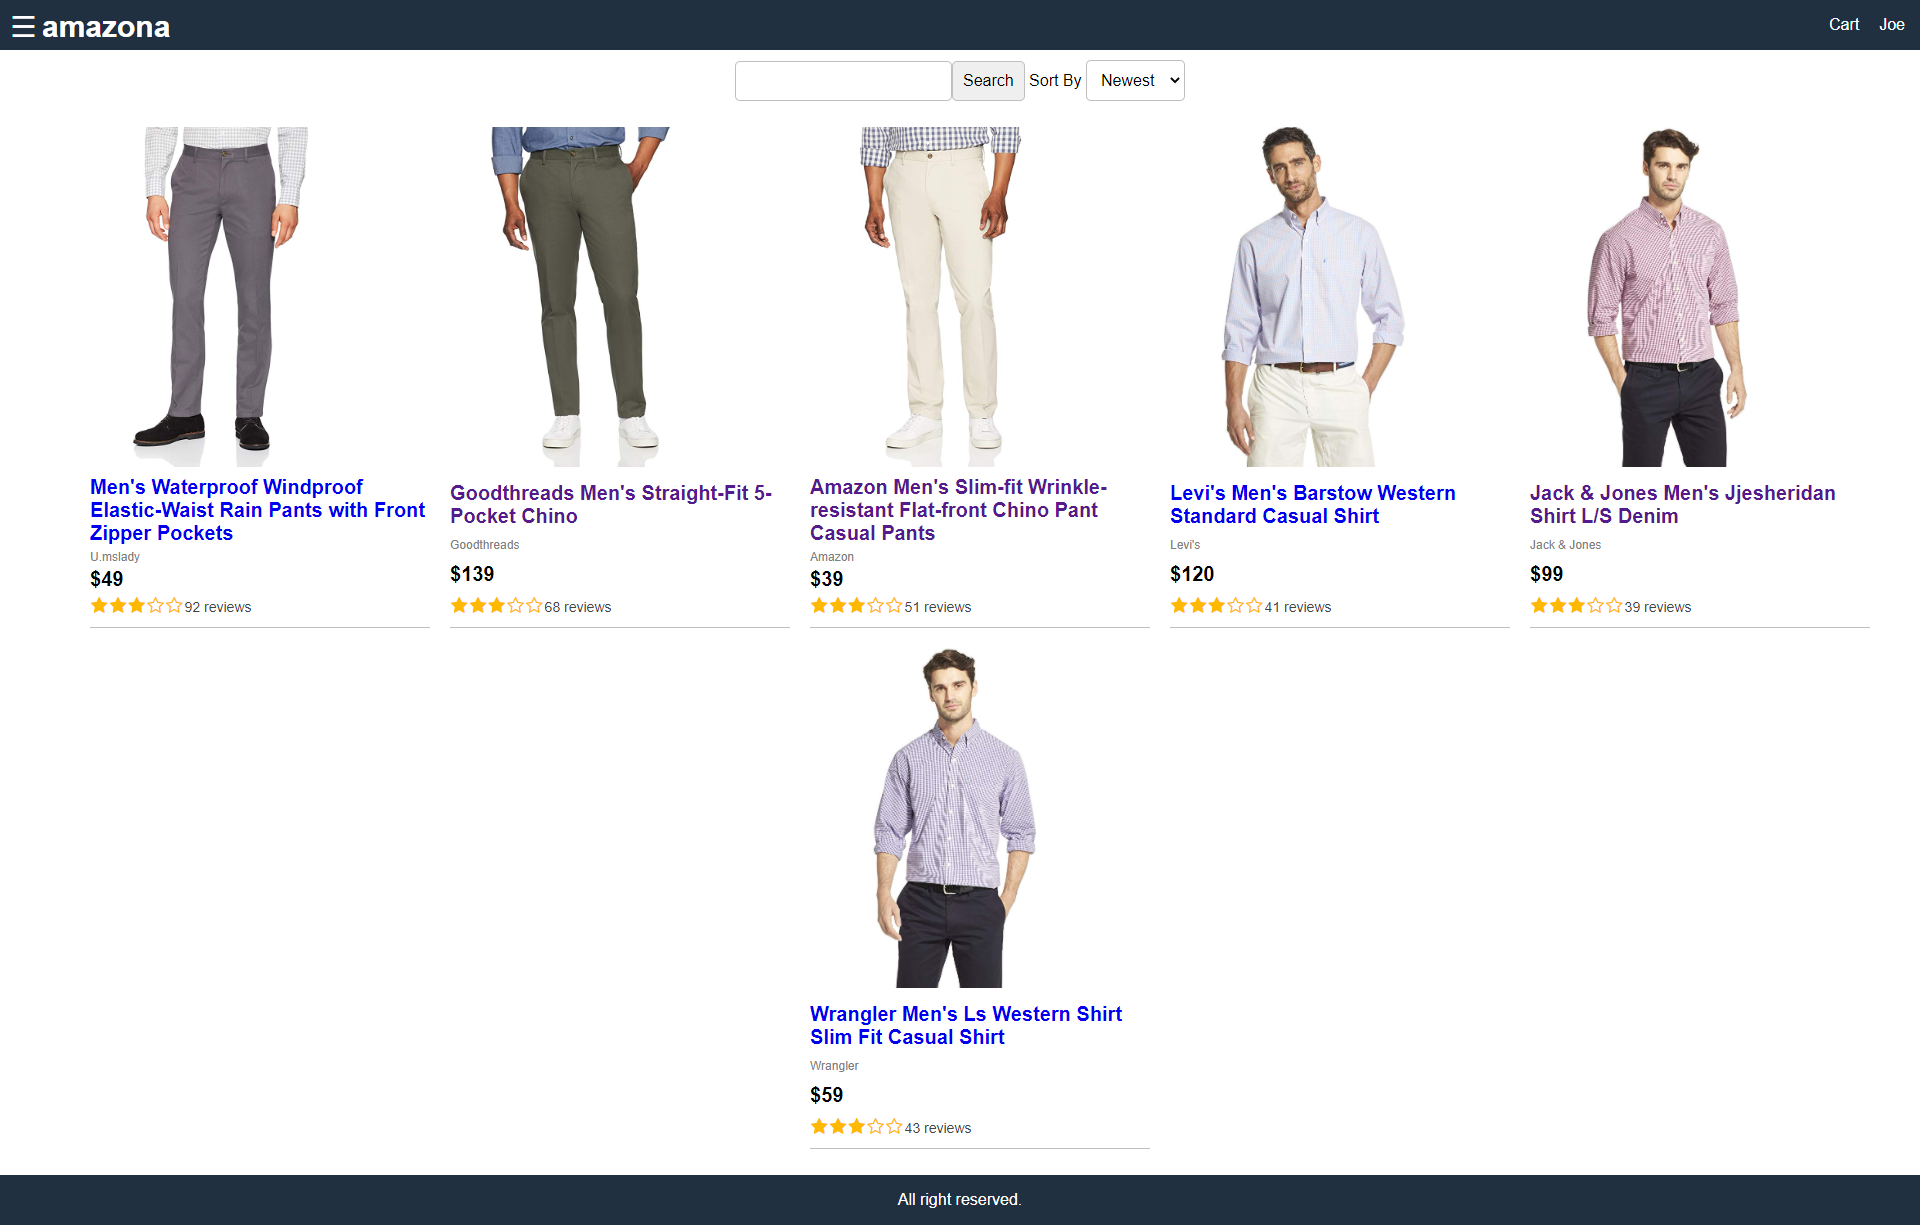 ☰ amazona
Cart Joe
Search Sort By Newest
Men's Waterproof Windproof
Elastic-Waist Rain Pants with Front
Zipper Pockets
U.mslady
$49
92 reviews
Goodthreads Men's Straight-Fit 5-
Pocket Chino
Goodthreads
$139
68 reviews
Amazon Men's Slim-fit Wrinkle-
resistant Flat-front Chino Pant
Casual Pants
Amazon
$39
51 reviews
Levi's Men's Barstow Western
Standard Casual Shirt
Levi's
$120
41 reviews
Jack & Jones Men's Jjesheridan
Shirt L/S Denim
Jack & Jones
$99
39 reviews
Wrangler Men's Ls Western Shirt
Slim Fit Casual Shirt
Wrangler
$59
43 reviews
All right reserved.